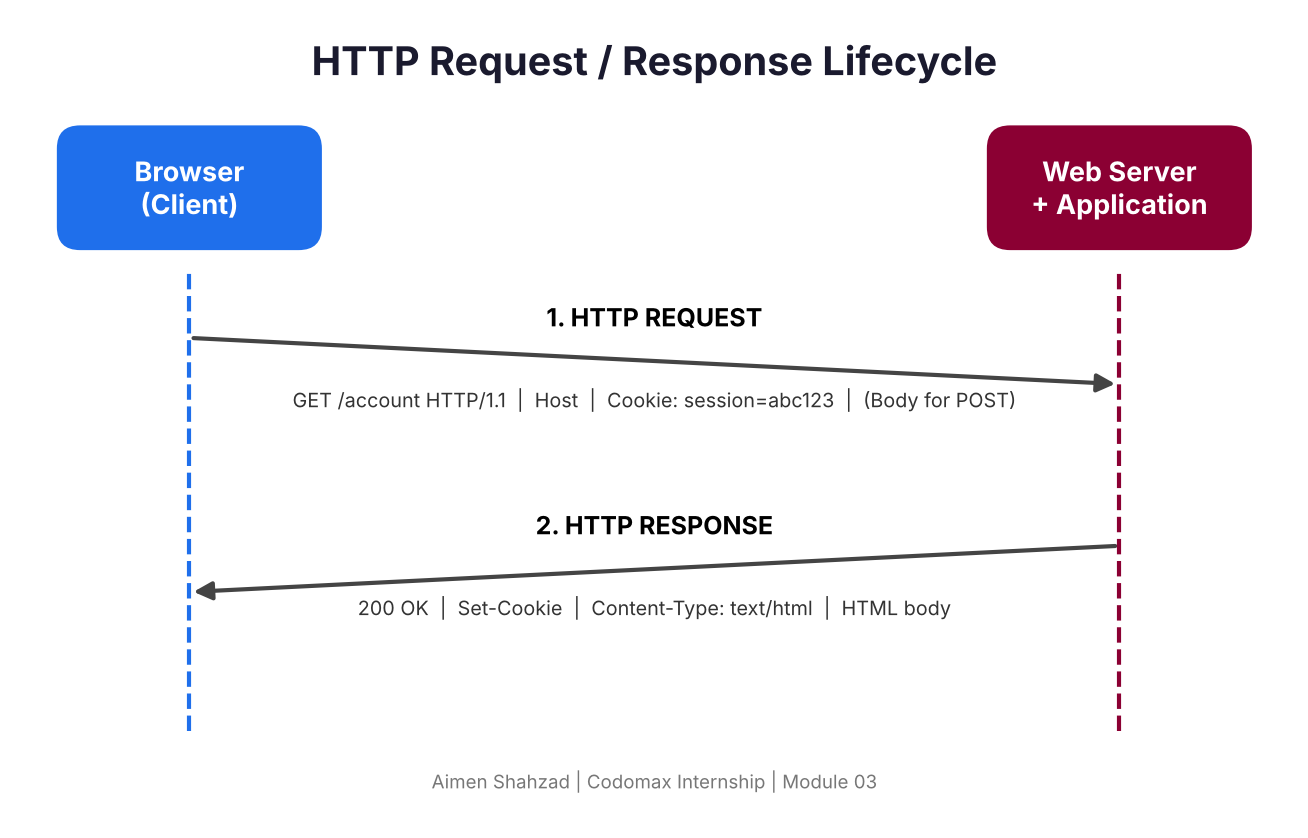 HTTP Request / Response Lifecycle
Browser
(Client)
Web Server
+ Application
1. HTTP REQUEST
GET /account HTTP/1.1 | Host | Cookie: session=abc123 | (Body for POST)
2. HTTP RESPONSE
200 OK | Set-Cookie | Content-Type: text/html | HTML body
Aimen Shahzad | Codomax Internship | Module 03